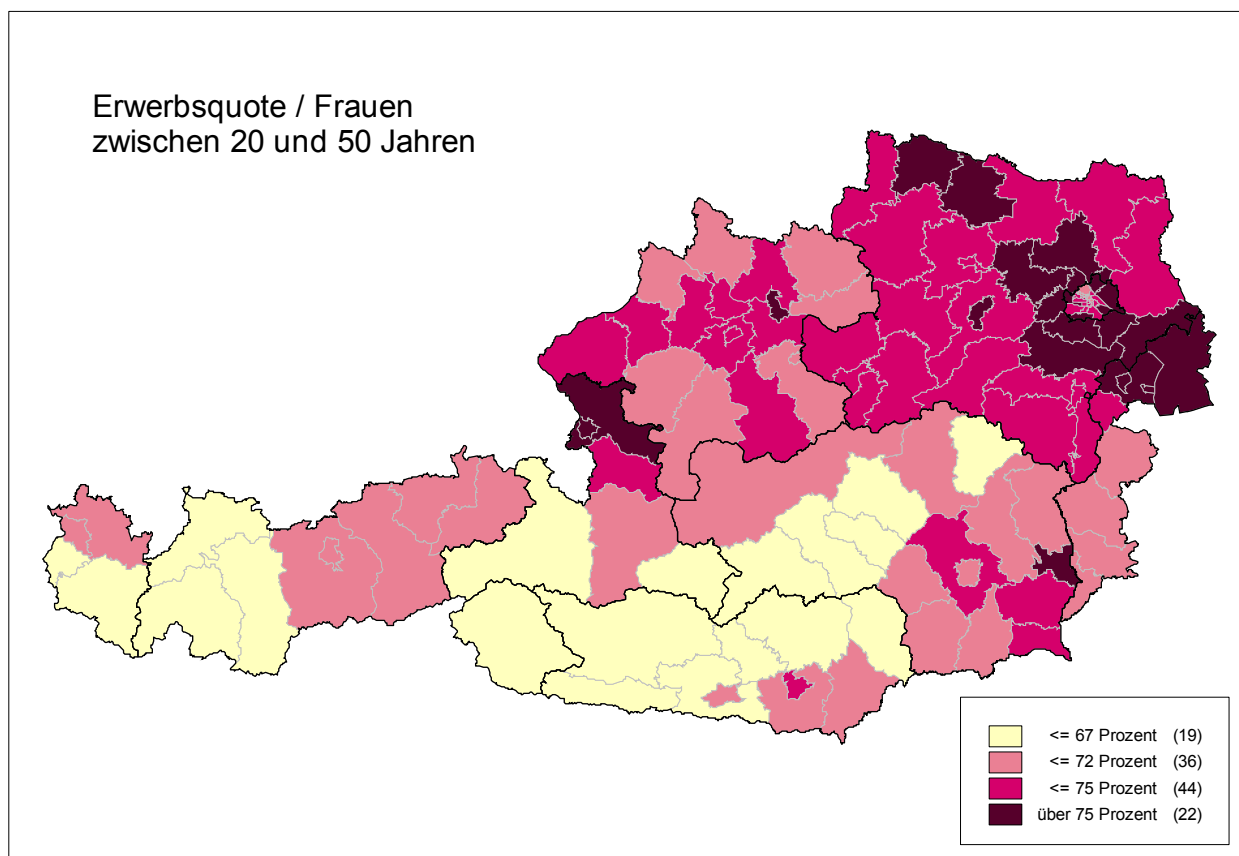 Erwerbsquote / Frauen
zwischen 20 und 50 Jahren
<= 67 Prozent (19)
<= 72 Prozent (36)
<= 75 Prozent (44)
über 75 Prozent (22)